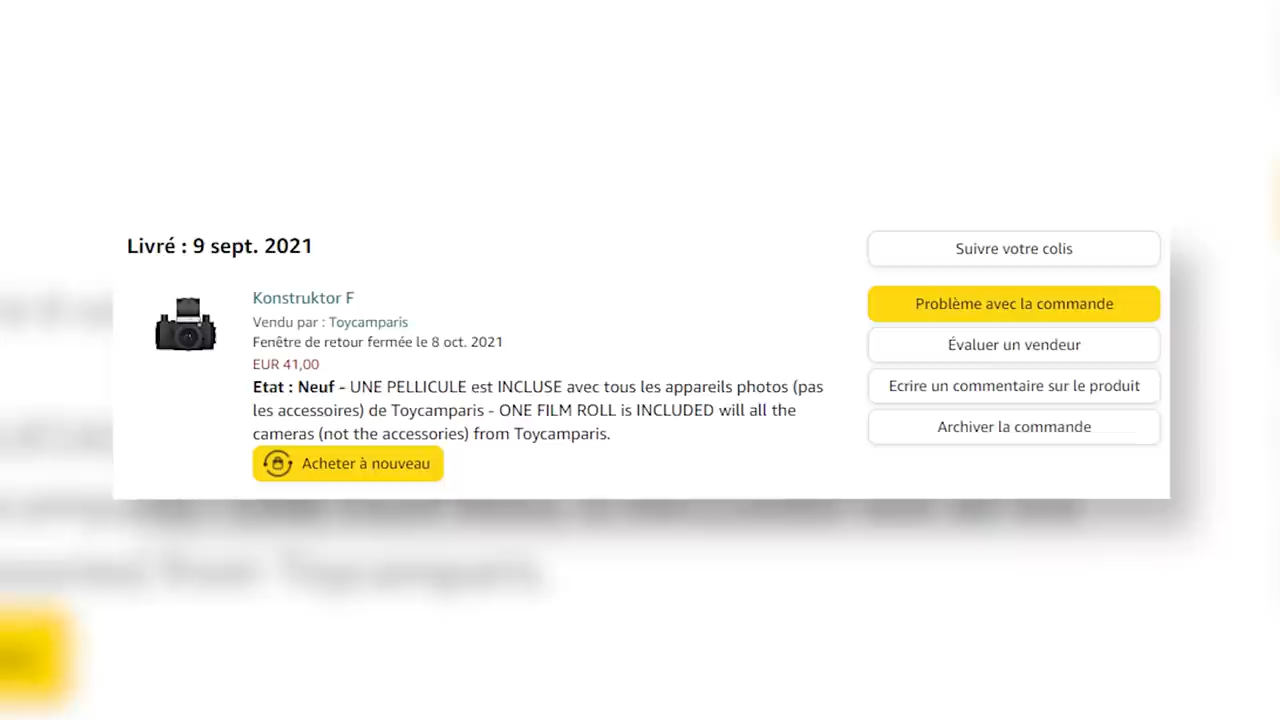 Livré : 9 sept. 2021
Konstruktor F
Vendu par : Toycamparis
Fenêtre de retour fermée le 8 oct. 2021
EUR 41,00
Etat : Neuf - UNE PELLICULE est INCLUSE avec tous les appareils photos (pas
les accessoires) de Toycamparis - ONE FILM ROLL is INCLUDED will all the
cameras (not the accessories) from Toycamparis.
Acheter à nouveau
Suivre votre colis
Problème avec la commande
Évaluer un vendeur
Ecrire un commentaire sur le produit
Archiver la commande